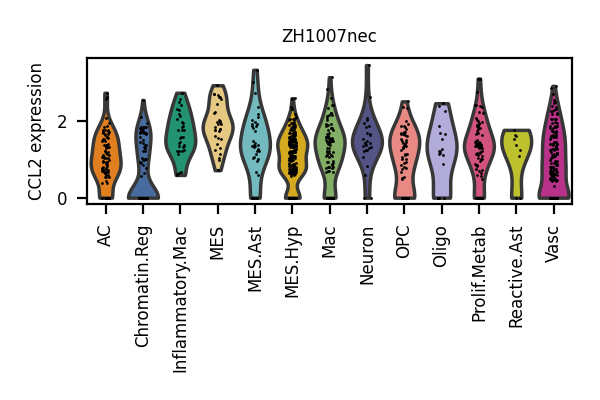 ZH1007nec
CCL2 expression
2
0
AC
Chromatin.Reg
Inflammatory.Mac
MES
MES.Ast
MES.Hyp
Mac
Neuron
OPC
Oligo
Prolif.Metab
Reactive.Ast
Vasc